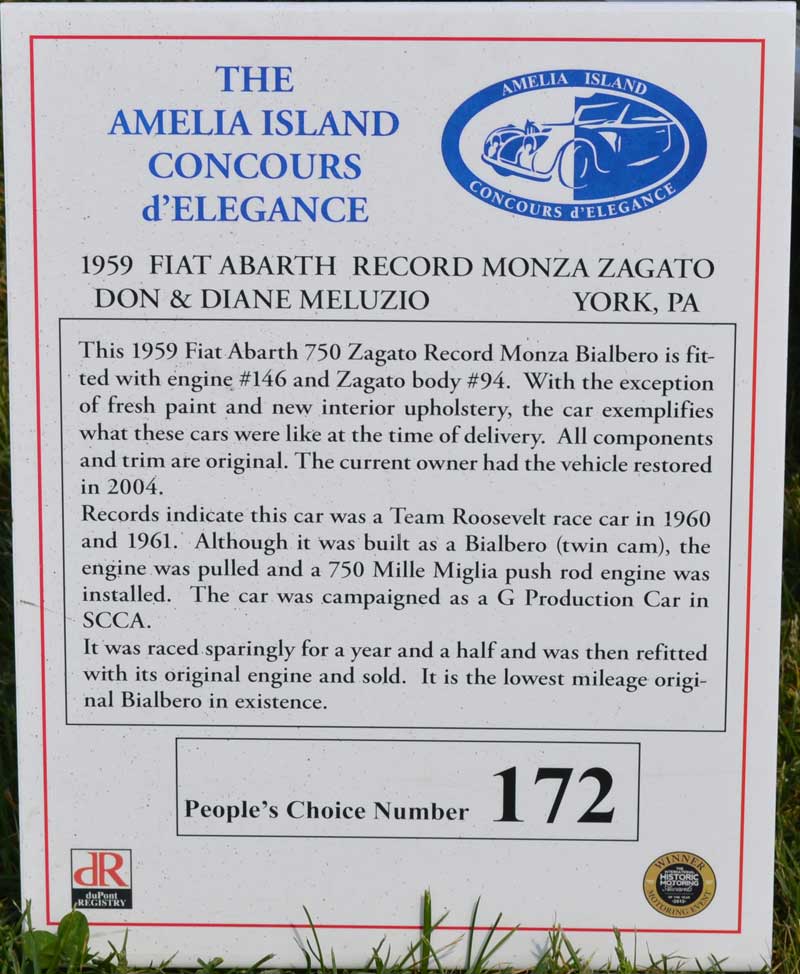 THE
AMELIA ISLAND
CONCOURS
d'ELEGANCE
AMELIA ISLAND
CONCOURS d'ELEGANCE
1959 FIAT ABARTH RECORD MONZA ZAGATO
DON & DIANE MELUZIO YORK, PA
This 1959 Fiat Abarth 750 Zagato Record Monza Bialbero is fit-
ted with engine #146 and Zagato body #94. With the exception
of fresh paint and new interior upholstery, the car exemplifies
what these cars were like at the time of delivery. All components
and trim are original. The current owner had the vehicle restored
in 2004.
Records indicate this car was a Team Roosevelt race car in 1960
and 1961. Although it was built as a Bialbero (twin cam), the
engine was pulled and a 750 Mille Miglia push rod engine was
installed. The car was campaigned as a G Production Car in
SCCA.
It was raced sparingly for a year and a half and was then refitted
with its original engine and sold. It is the lowest mileage origi-
nal Bialbero in existence.
People's Choice Number 172
dR
duPont
REGISTRY
WINNER
THE INTERNATIONAL
HISTORIC
MOTORING
OF THE YEAR
MOTORING EVENT